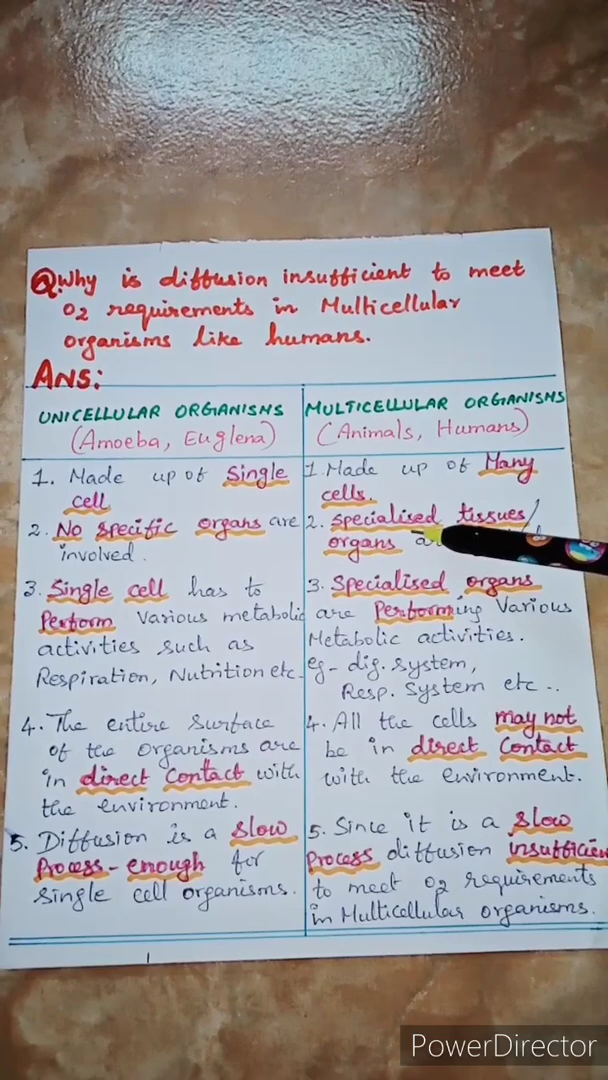 Q. Why is diffusion insufficient to meet
O2 requirements in Multicellular
organisms like humans.
ANS:
UNICELLULAR ORGANISMS
(Amoeba, Euglena)
1. Made up of Single
cell
2. No specific organs are
involved.
3. Single cell has to
Perform Various metabolic
activities such as
Respiration, Nutrition etc.
4. The entire surface
of the organisms are
in direct Contact with
the environment.
5. Diffusion is a slow
Process - enough for
single cell organisms.
MULTICELLULAR ORGANISMS
(Animals, Humans)
1. Made up of Many
cells.
2. Specialised tissues/
organs
3. Specialised organs
are Performing Various
Metabolic activities.
eg- dig. system,
Resp. System etc..
4. All the cells may not
be in direct Contact
with the environment.
5. Since it is a slow
Process diffusion insufficien
to meet O2 requirements
in Multicellular organisms.
PowerDirector